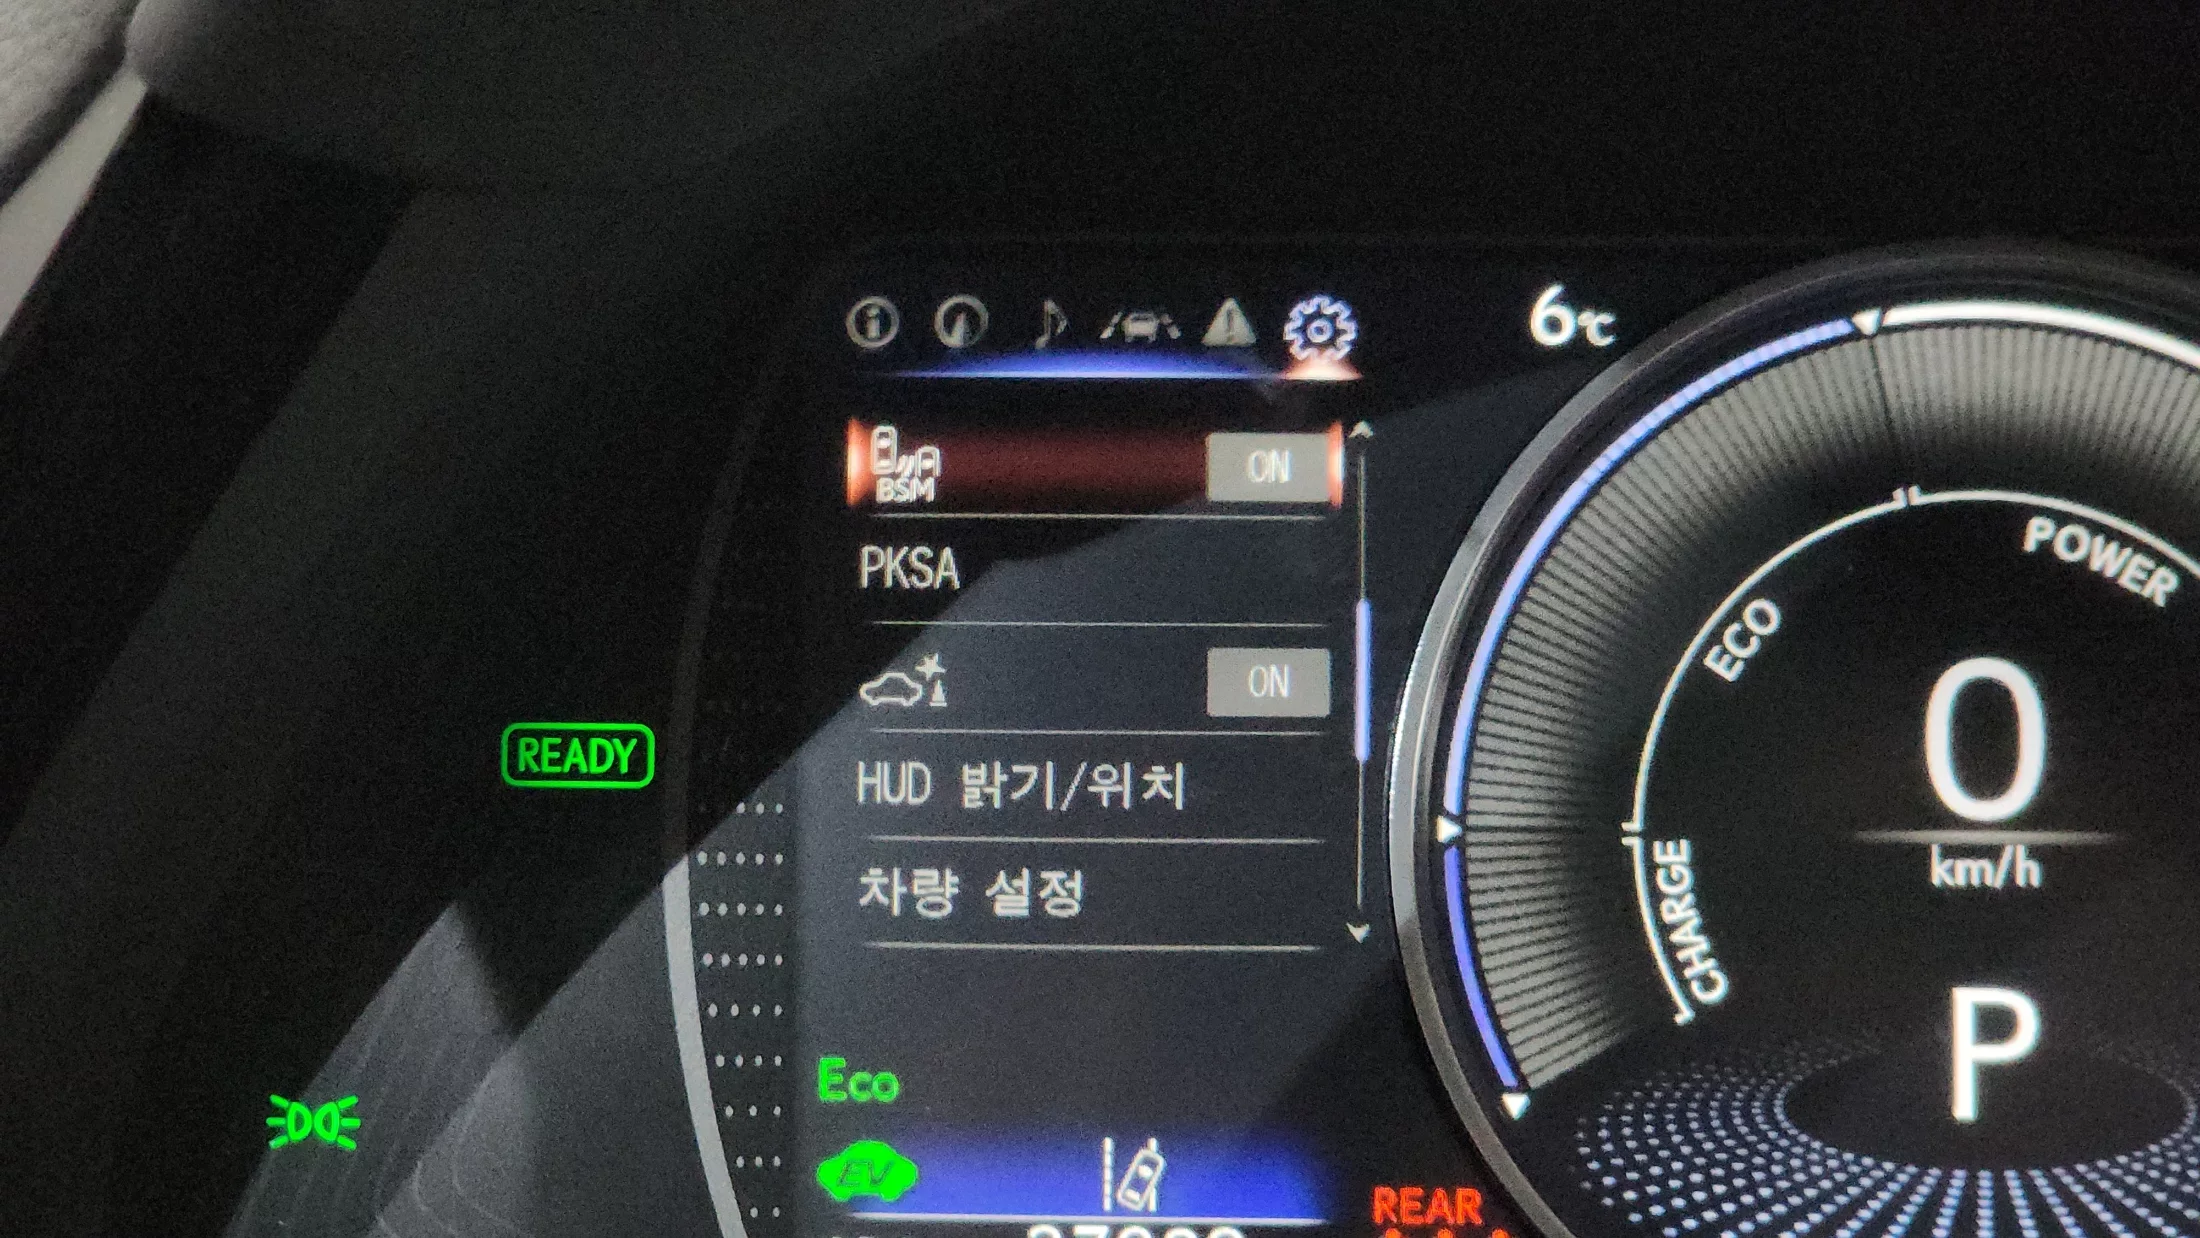 6°C
BSM ON
PKSA
ON
HUD 밝기/위치
차량 설정
READY
Eco
EV
REAR
POWER
ECO
CHARGE
0
km/h
P